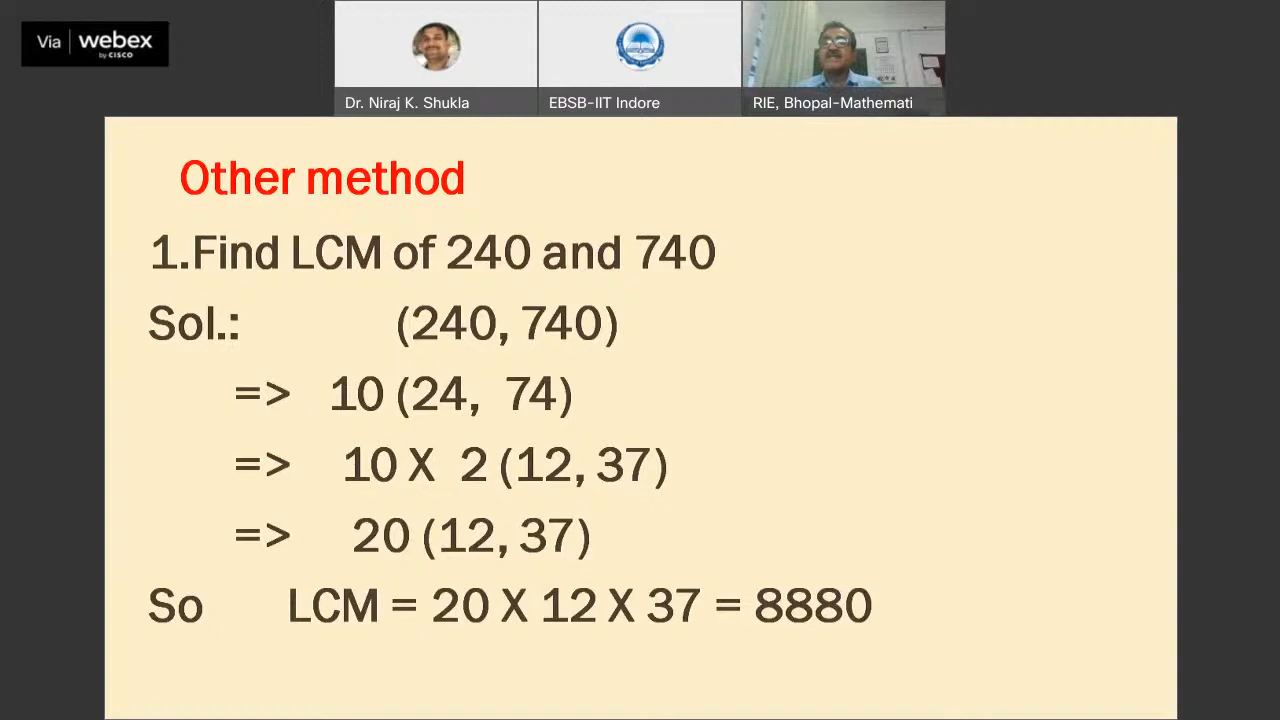 Via webex
by CISCO
Dr. Niraj K. Shukla
EBSB-IIT Indore
RIE, Bhopal-Mathemati
Other method
1.Find LCM of 240 and 740
Sol.: (240, 740)
=> 10 (24, 74)
=> 10 X 2 (12, 37)
=> 20 (12, 37)
So LCM = 20 X 12 X 37 = 8880